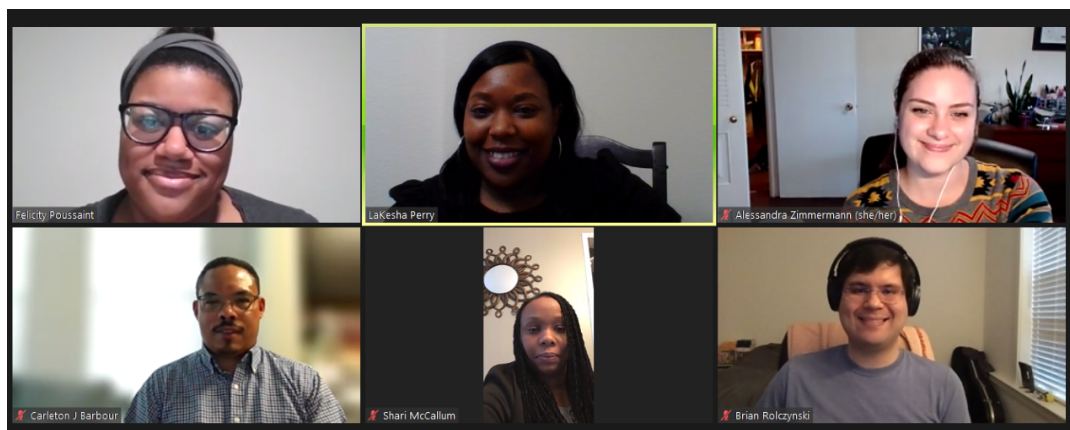 Felicity Poussaint
LaKesha Perry
Alessandra Zimmermann (she/her)
Carleton J Barbour
Shari McCallum
Brian Rolczynski